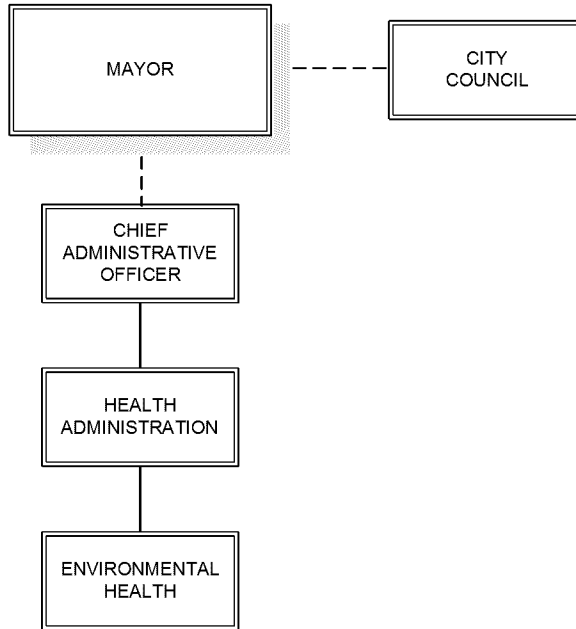 MAYOR
CITY
COUNCIL
CHIEF
ADMINISTRATIVE
OFFICER
HEALTH
ADMINISTRATION
ENVIRONMENTAL
HEALTH